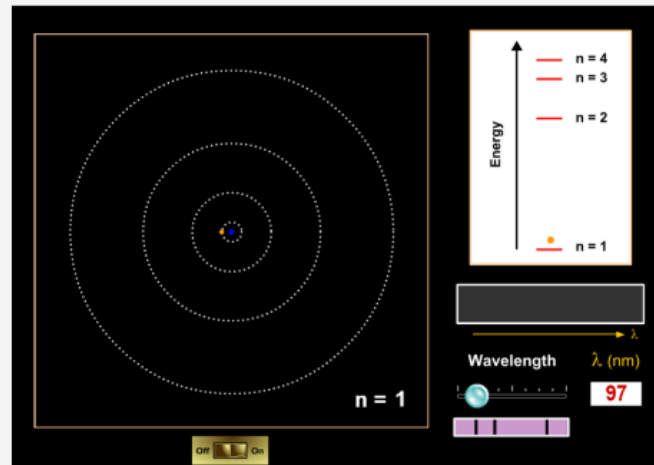 n = 4
n = 3
n = 2
Energy
n = 1
λ
Wavelength λ (nm)
97
n = 1
Off On